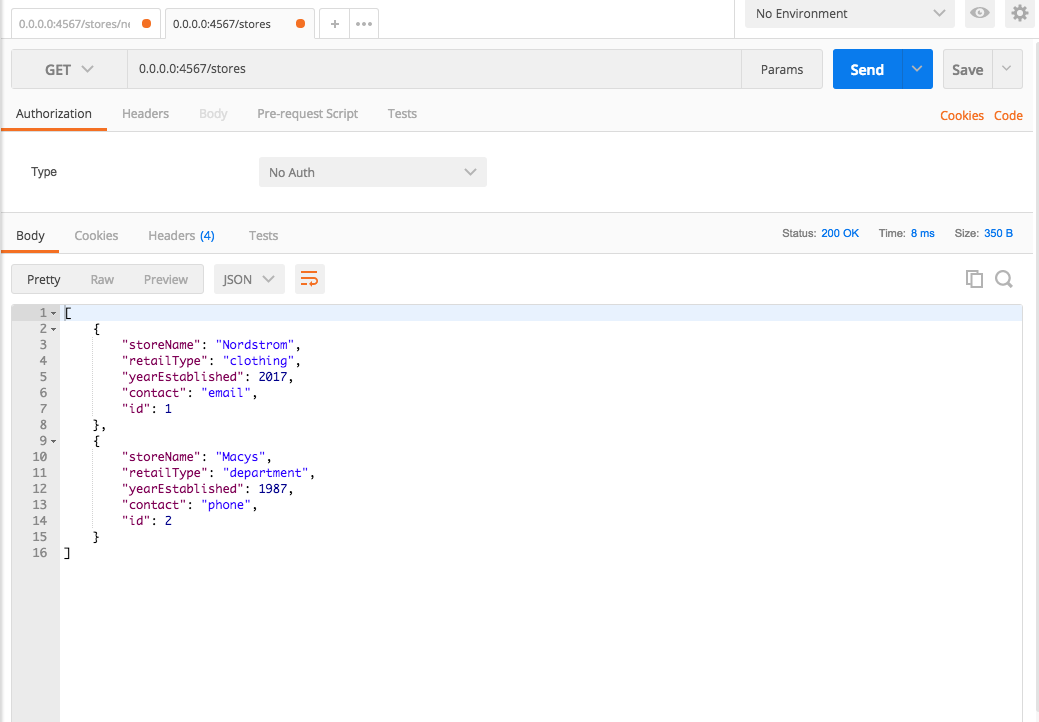 0.0.0.0:4567/stores/ne 0.0.0.0:4567/stores + ••• No Environment
GET 0.0.0.0:4567/stores Params Send Save
Authorization Headers Body Pre-request Script Tests Cookies Code
Type No Auth
Body Cookies Headers (4) Tests Status: 200 OK Time: 8 ms Size: 350 B
Pretty Raw Preview JSON
1 [
2 {
3 "storeName": "Nordstrom",
4 "retailType": "clothing",
5 "yearEstablished": 2017,
6 "contact": "email",
7 "id": 1
8 },
9 {
10 "storeName": "Macys",
11 "retailType": "department",
12 "yearEstablished": 1987,
13 "contact": "phone",
14 "id": 2
15 }
16 ]